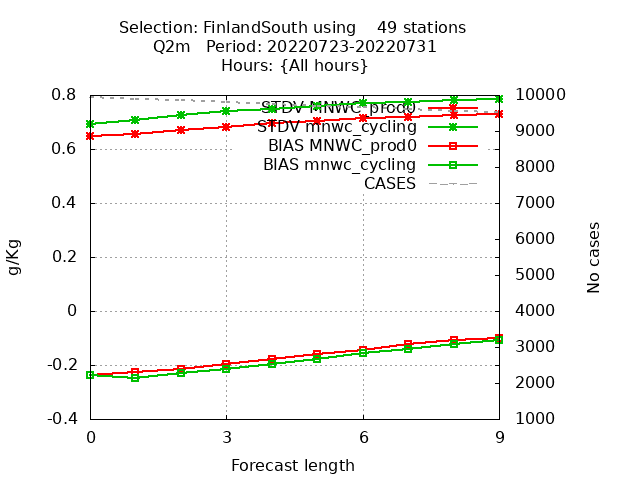 Selection: FinlandSouth using    49 stations
Q2m   Period: 20220723-20220731
Hours: {All hours}
0.8
0.6
0.4
0.2
0
-0.2
-0.4
10000
9000
8000
7000
6000
5000
4000
3000
2000
1000
STDV MNWC_prod0
STDV mnwc_cycling
BIAS MNWC_prod0
BIAS mnwc_cycling
CASES
g/Kg
No cases
0
3
6
9
Forecast length